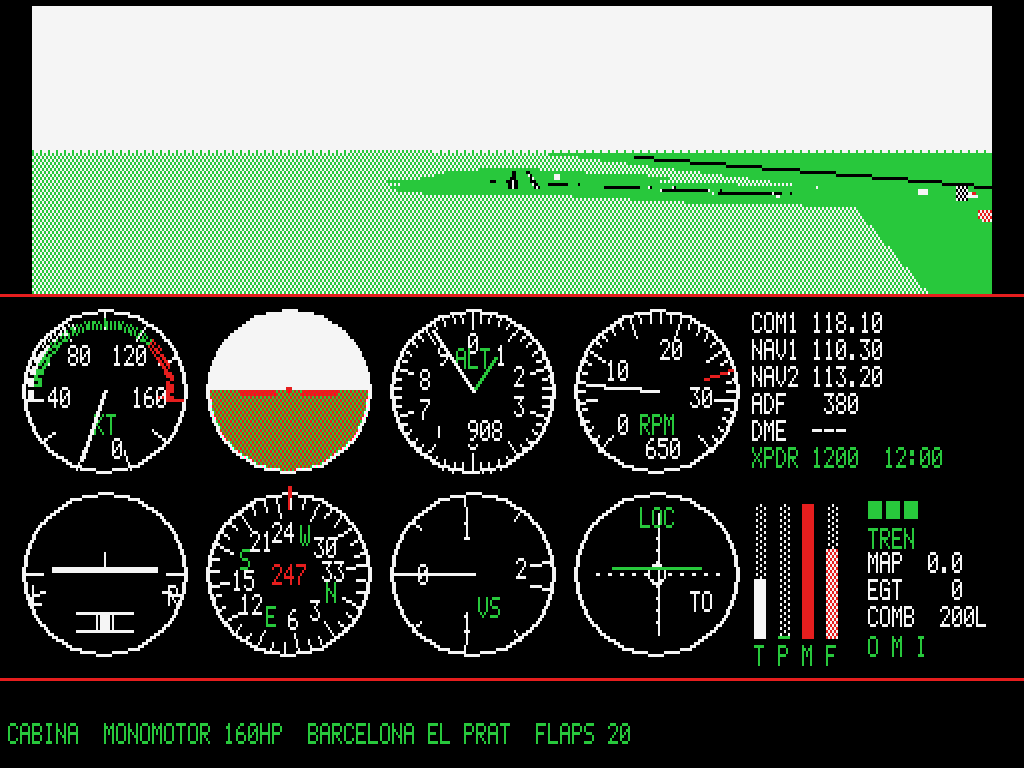 80 120
40 160
KT
0
0
9 1
ALT
8 2
7 3
908
20
10
30
0 RPM
650
COM1 118.10
NAV1 110.30
NAV2 113.20
ADF 380
DME ---
XPDR 1200 12:00
24 W
21 30
S 33
247
15 N
12 3
E 6
1
0 2
VS
1
LOC
TO
L R
T P M F
TREN
MAP 0.0
EGT 0
COMB 200L
O M I
CABINA MONOMOTOR 160HP BARCELONA EL PRAT FLAPS 20